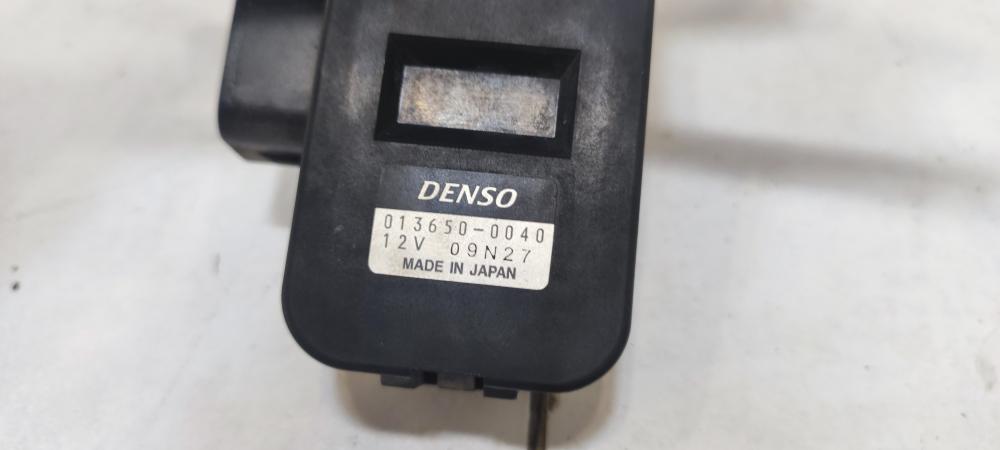 DENSO
013650-0040
12V 09N27
MADE IN JAPAN